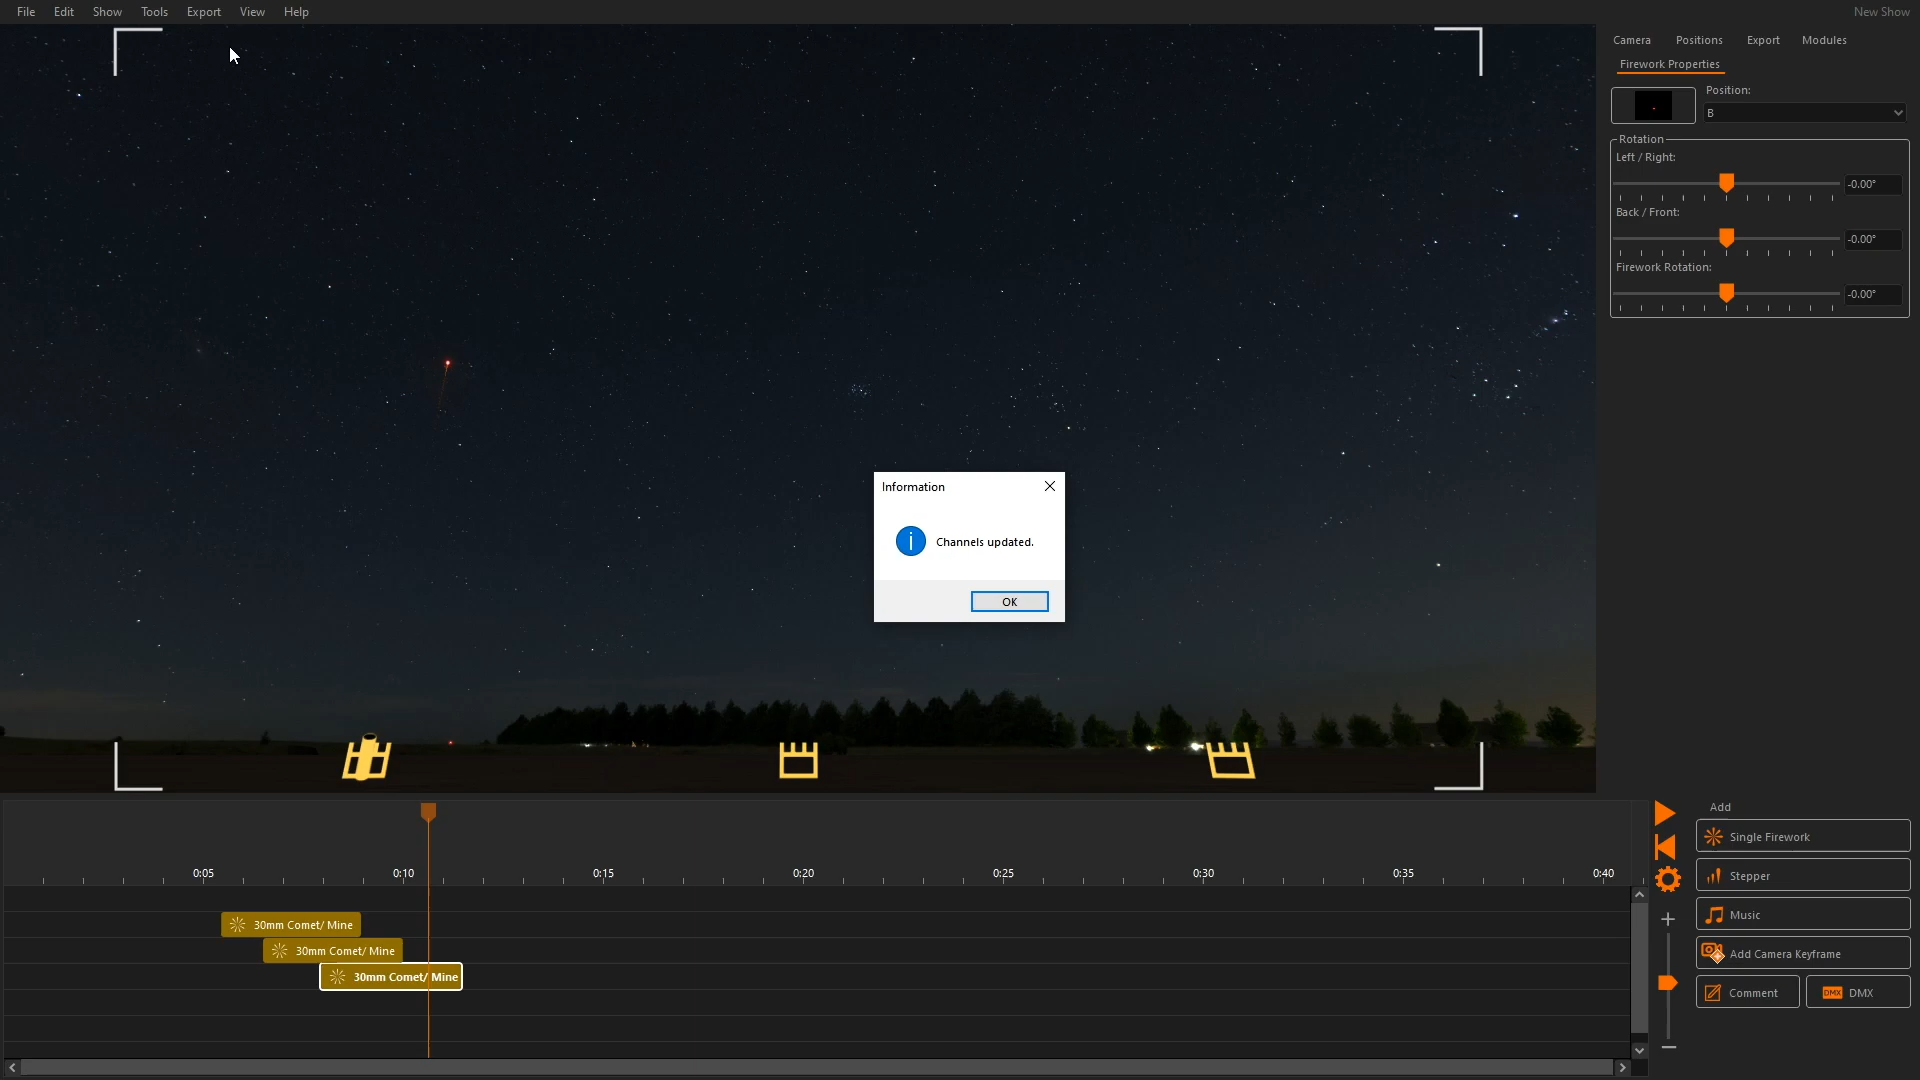 File Edit Show Tools Export View Help New Show
Camera Positions Export Modules
Firework Properties
Position:
B
Rotation
Left / Right:
-0.00°
Back / Front:
-0.00°
Firework Rotation:
-0.00°
Information
Channels updated.
OK
0:05 0:10 0:15 0:20 0:25 0:30 0:35 0:40
30mm Comet/ Mine
30mm Comet/ Mine
30mm Comet/ Mine
Add
Single Firework
Stepper
Music
Add Camera Keyframe
Comment
DMX DMX